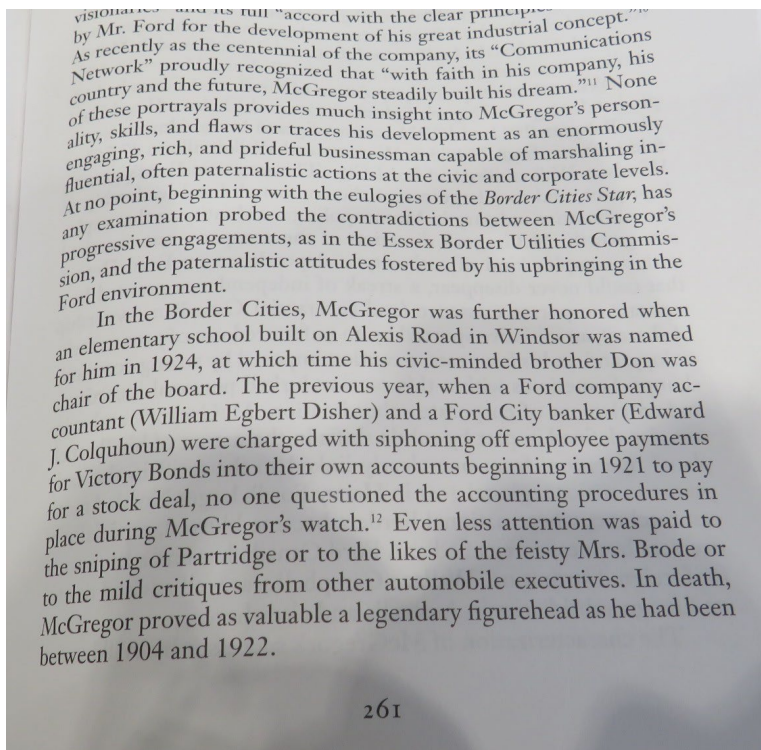 visionaries" and its full "accord with the clear principles
by Mr. Ford for the development of his great industrial concept."10
As recently as the centennial of the company, its "Communications
Network" proudly recognized that "with faith in his company, his
country and the future, McGregor steadily built his dream."11 None
of these portrayals provides much insight into McGregor's person-
ality, skills, and flaws or traces his development as an enormously
engaging, rich, and prideful businessman capable of marshaling in-
fluential, often paternalistic actions at the civic and corporate levels.
At no point, beginning with the eulogies of the Border Cities Star, has
any examination probed the contradictions between McGregor's
progressive engagements, as in the Essex Border Utilities Commis-
sion, and the paternalistic attitudes fostered by his upbringing in the
Ford environment.
In the Border Cities, McGregor was further honored when
an elementary school built on Alexis Road in Windsor was named
for him in 1924, at which time his civic-minded brother Don was
chair of the board. The previous year, when a Ford company ac-
countant (William Egbert Disher) and a Ford City banker (Edward
J. Colquhoun) were charged with siphoning off employee payments
for Victory Bonds into their own accounts beginning in 1921 to pay
for a stock deal, no one questioned the accounting procedures in
place during McGregor's watch.12 Even less attention was paid to
the sniping of Partridge or to the likes of the feisty Mrs. Brode or
to the mild critiques from other automobile executives. In death,
McGregor proved as valuable a legendary figurehead as he had been
between 1904 and 1922.
261